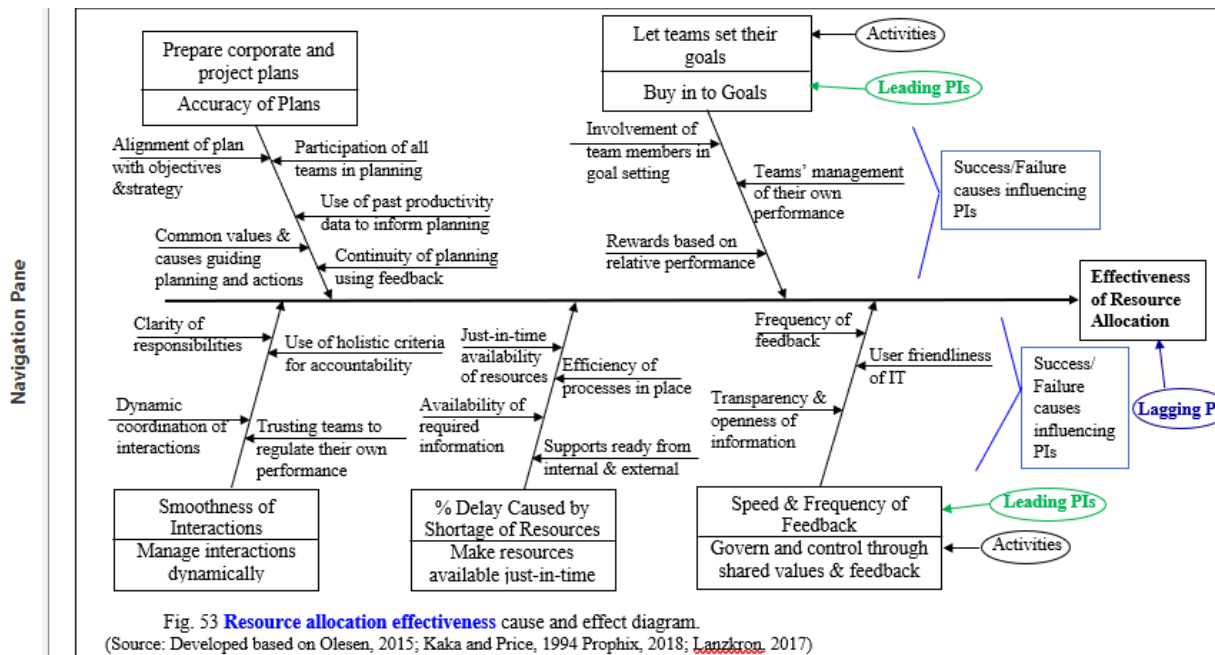 Navigation Pane
Prepare corporate and
project plans
Accuracy of Plans
Let teams set their
goals
Buy in to Goals
Activities
Leading PIs
Alignment of plan
with objectives
&strategy
Participation of all
teams in planning
Use of past productivity
data to inform planning
Common values &
causes guiding
planning and actions
Continuity of planning
using feedback
Involvement of
team members in
goal setting
Teams' management
of their own
performance
Rewards based on
relative performance
Success/Failure
causes influencing
PIs
Effectiveness
of Resource
Allocation
Lagging P
Clarity of
responsibilities
Use of holistic criteria
for accountability
Dynamic
coordination of
interactions
Trusting teams to
regulate their own
performance
Just-in-time
availability
of resources
Efficiency of
processes in place
Availability of
required
information
Supports ready from
internal & external
Frequency of
feedback
User friendliness
of IT
Transparency &
openness of
information
Success/
Failure
causes
influencing
PIs
Smoothness of
Interactions
Manage interactions
dynamically
% Delay Caused by
Shortage of Resources
Make resources
available just-in-time
Speed & Frequency of
Feedback
Govern and control through
shared values & feedback
Leading PIs
Activities
Fig. 53 Resource allocation effectiveness cause and effect diagram.
(Source: Developed based on Olesen, 2015; Kaka and Price, 1994 Prophix, 2018; Lanzkron, 2017)